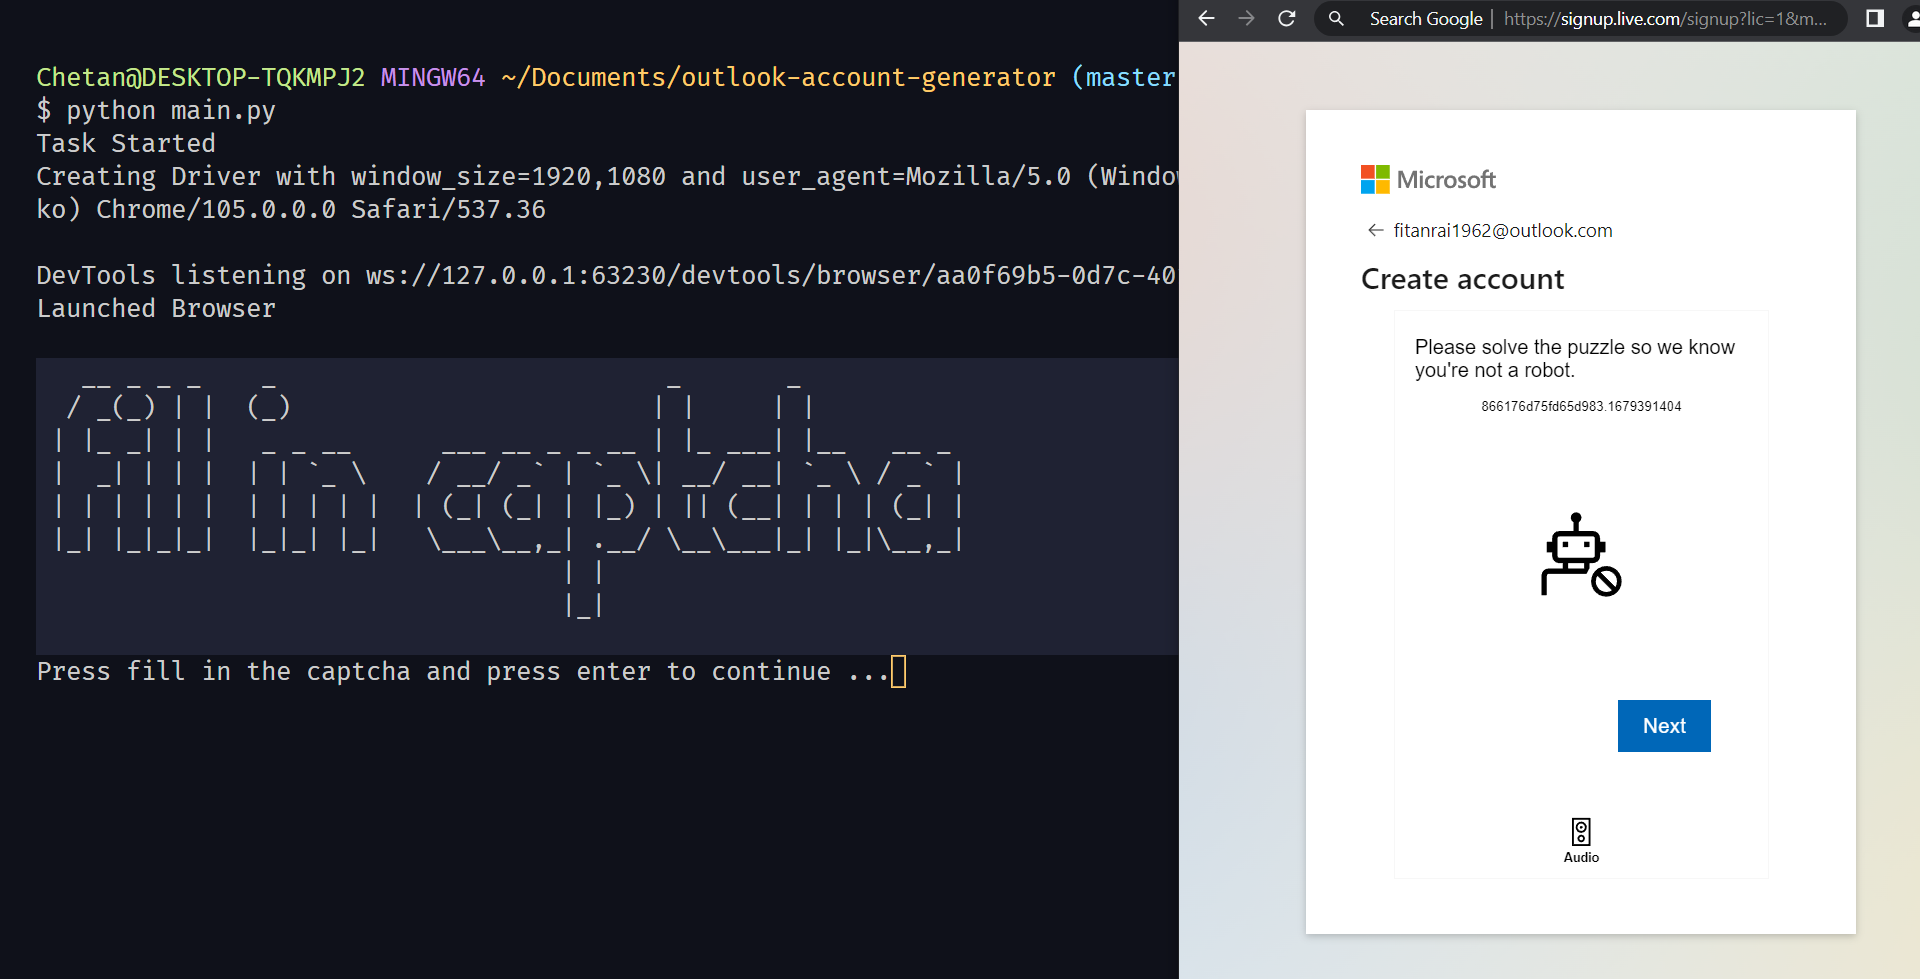 Chetan@DESKTOP-TQKMPJ2 MINGW64 ~/Documents/outlook-account-generator (master
$ python main.py
Task Started
Creating Driver with window_size=1920,1080 and user_agent=Mozilla/5.0 (Window
ko) Chrome/105.0.0.0 Safari/537.36
DevTools listening on ws://127.0.0.1:63230/devtools/browser/aa0f69b5-0d7c-40
Launched Browser
fill in captcha
Press fill in the captcha and press enter to continue ...
Search Google | https://signup.live.com/signup?lic=1&m...
Microsoft
← fitanrai1962@outlook.com
Create account
Please solve the puzzle so we know
you're not a robot.
866176d75fd65d983.1679391404
Next
Audio